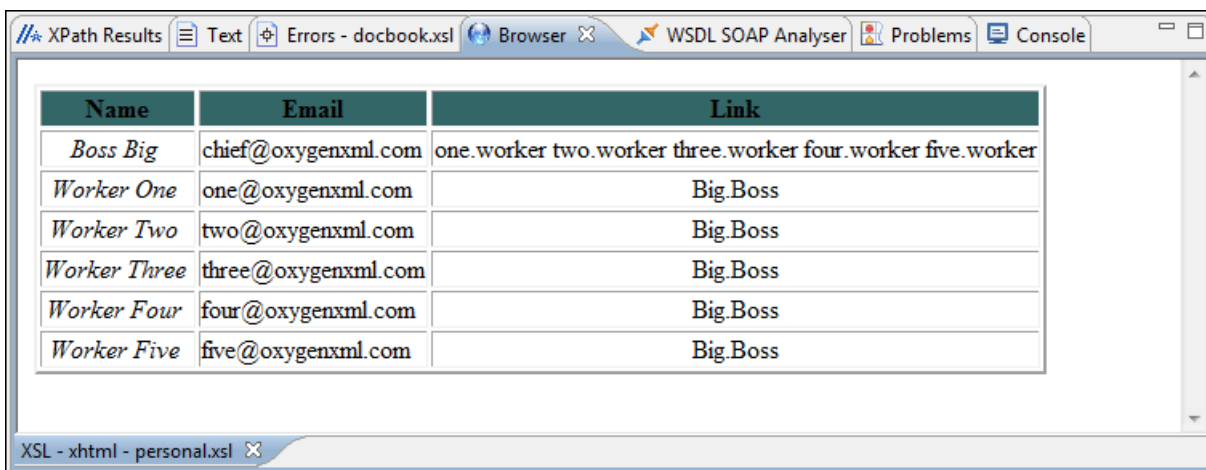 XPath Results Text Errors - docbook.xsl Browser WSDL SOAP Analyser Problems Console
Name Email Link
Boss Big chief@oxygenxml.com one.worker two.worker three.worker four.worker five.worker
Worker One one@oxygenxml.com Big.Boss
Worker Two two@oxygenxml.com Big.Boss
Worker Three three@oxygenxml.com Big.Boss
Worker Four four@oxygenxml.com Big.Boss
Worker Five five@oxygenxml.com Big.Boss
XSL - xhtml - personal.xsl